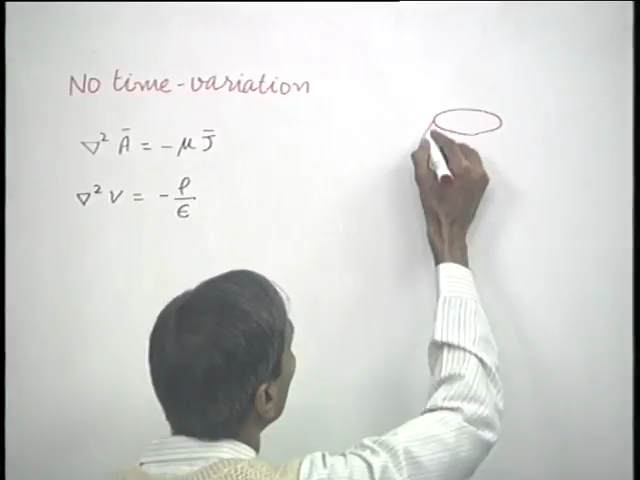 No time-variation
∇² Ā = - μ J̄
∇² V = - ρ/ϵ